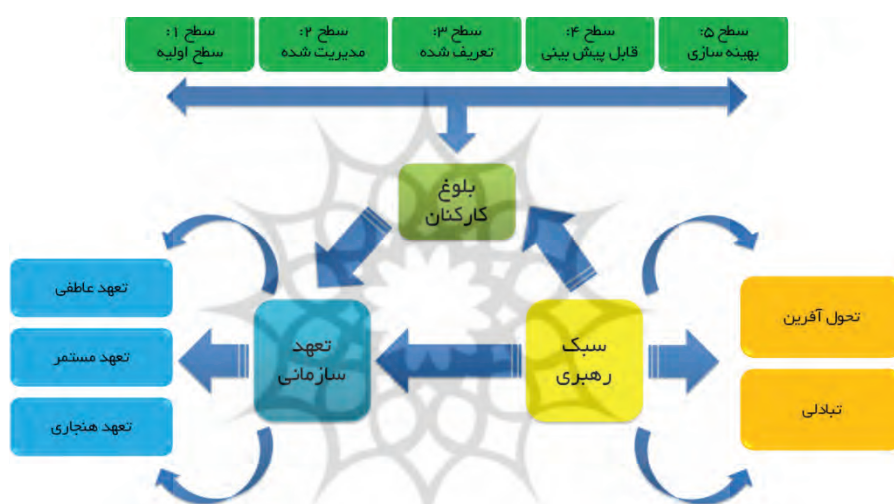 سطح ۱:
سطح اولیه
سطح ۲:
مدیریت شده
سطح ۳:
تعریف شده
سطح ۴:
قابل پیش بینی
سطح ۵:
بهینه سازی
بلوغ
کارکنان
سبک
رهبری
تعهد
سازمانی
تحول آفرین
تبادلی
تعهد عاطفی
تعهد مستمر
تعهد هنجاری